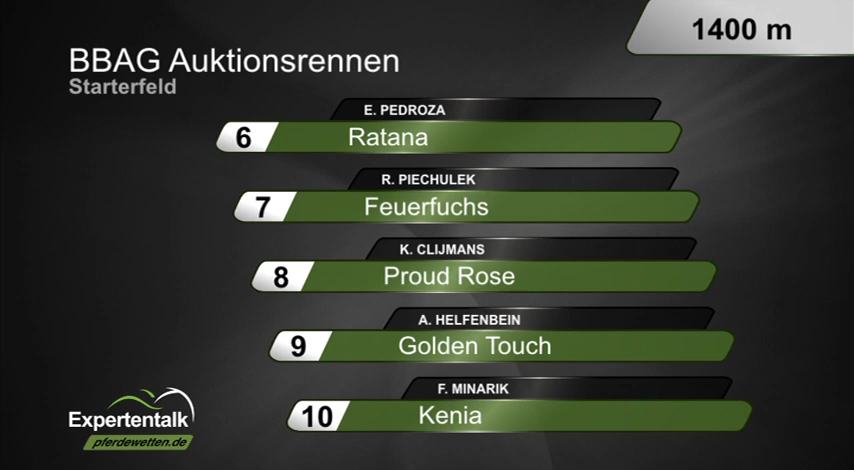 1400 m
BBAG Auktionsrennen
Starterfeld
E. PEDROZA
6 Ratana
R. PIECHULEK
7 Feuerfuchs
K. CLIJMANS
8 Proud Rose
A. HELFENBEIN
9 Golden Touch
F. MINARIK
10 Kenia
Expertentalk
pferdewetten.de